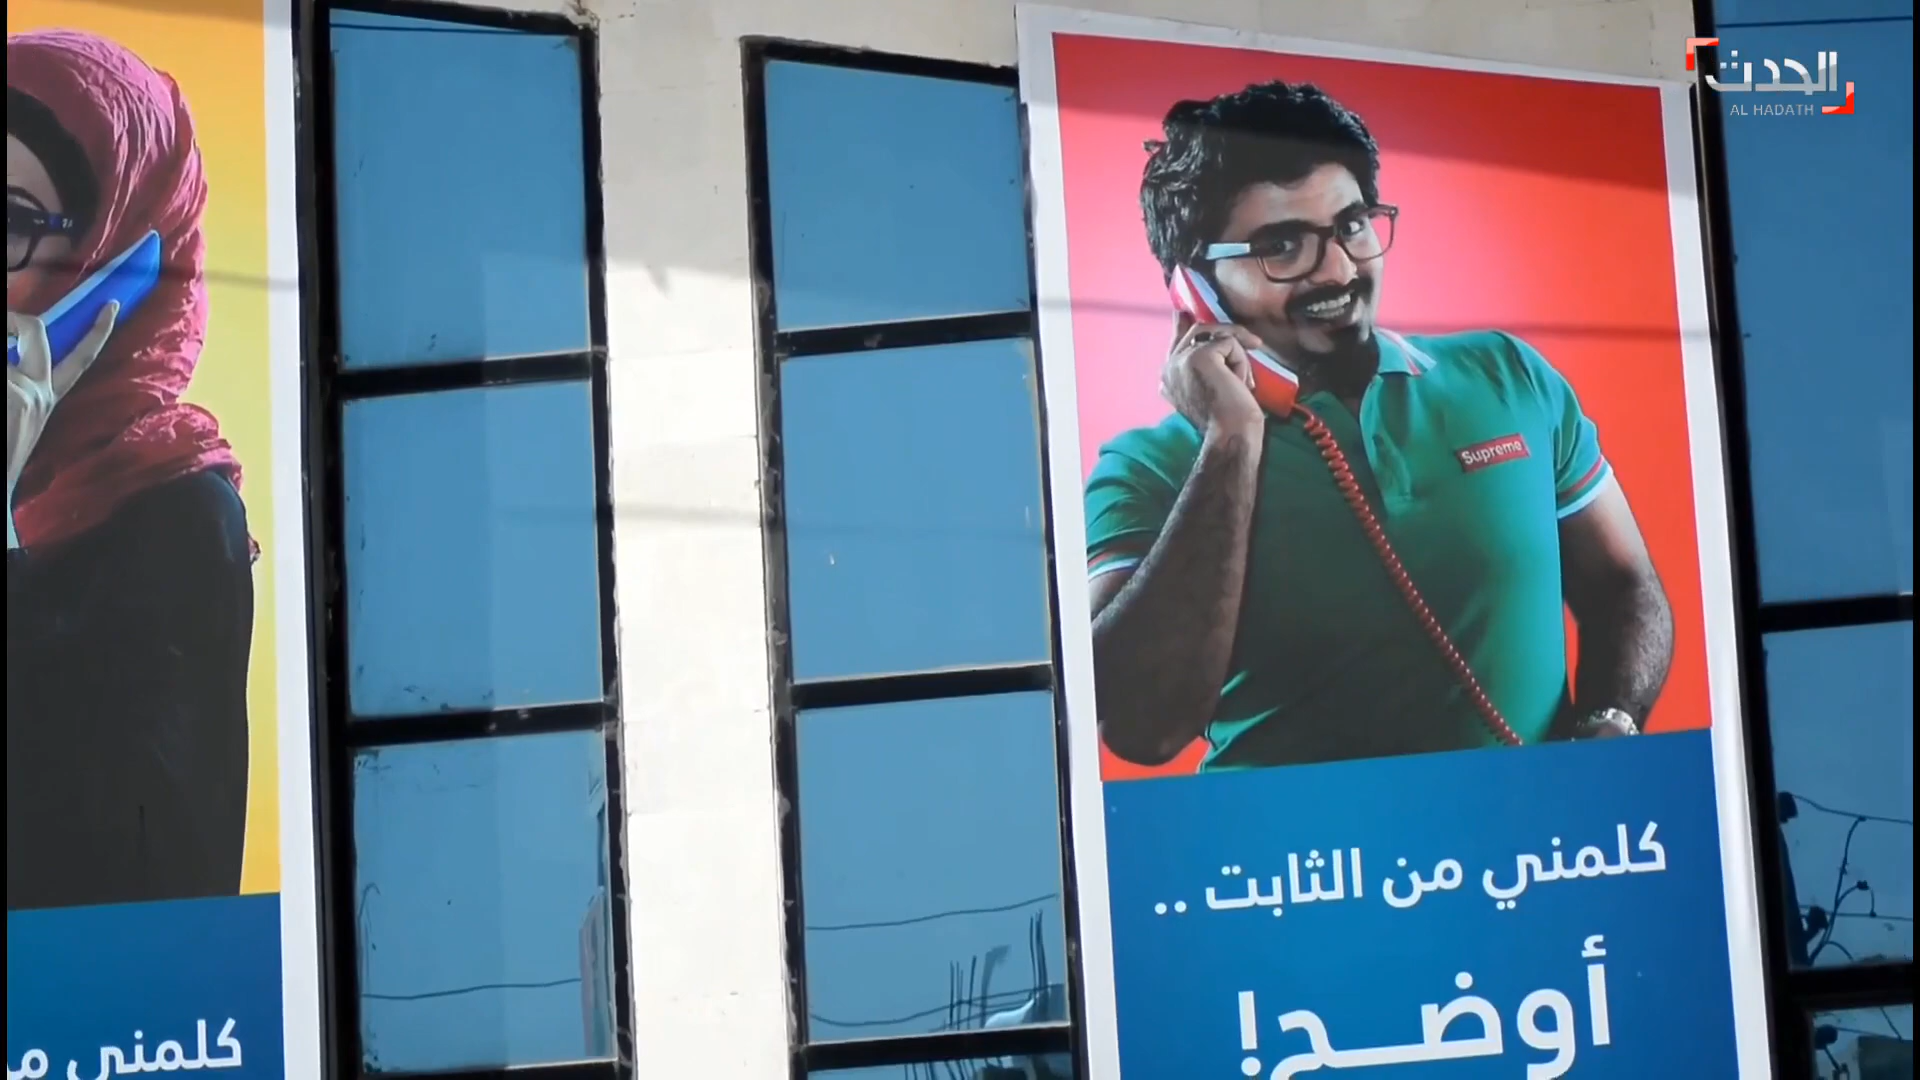 الحدث
AL HADATH
Supreme
كلمني من الثابت ..
أوضح!
كلمني